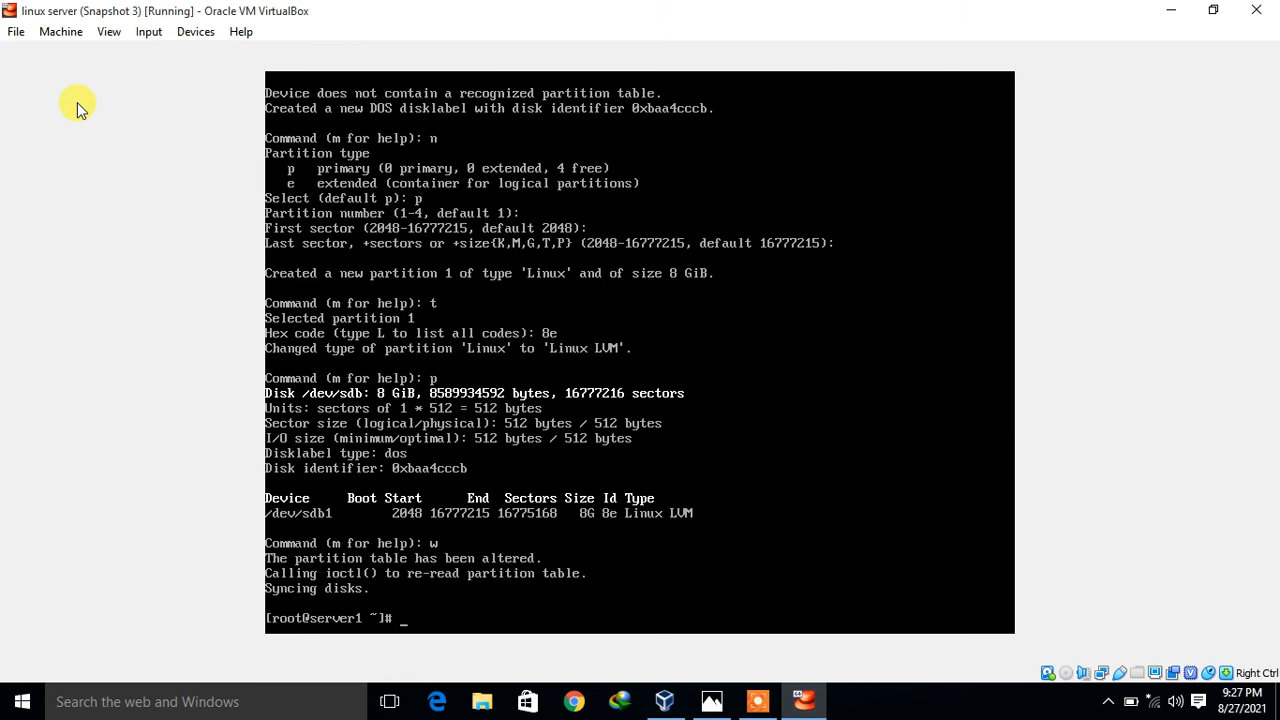 linux server (Snapshot 3) [Running] - Oracle VM VirtualBox
File Machine View Input Devices Help
Device does not contain a recognized partition table.
Created a new DOS disklabel with disk identifier 0xbaa4cccb.
Command (m for help): n
Partition type
p primary (0 primary, 0 extended, 4 free)
e extended (container for logical partitions)
Select (default p): p
Partition number (1-4, default 1):
First sector (2048-16777215, default 2048):
Last sector, +sectors or +size{K,M,G,T,P} (2048-16777215, default 16777215):
Created a new partition 1 of type 'Linux' and of size 8 GiB.
Command (m for help): t
Selected partition 1
Hex code (type L to list all codes): 8e
Changed type of partition 'Linux' to 'Linux LVM'.
Command (m for help): p
Disk /dev/sdb: 8 GiB, 8589934592 bytes, 16777216 sectors
Units: sectors of 1 * 512 = 512 bytes
Sector size (logical/physical): 512 bytes / 512 bytes
I/O size (minimum/optimal): 512 bytes / 512 bytes
Disklabel type: dos
Disk identifier: 0xbaa4cccb
Device Boot Start End Sectors Size Id Type
/dev/sdb1 2048 16777215 16775168 8G 8e Linux LVM
Command (m for help): w
The partition table has been altered.
Calling ioctl() to re-read partition table.
Syncing disks.
[root@server1 ~]# _
Right Ctrl
Search the web and Windows
9:27 PM
8/27/2021